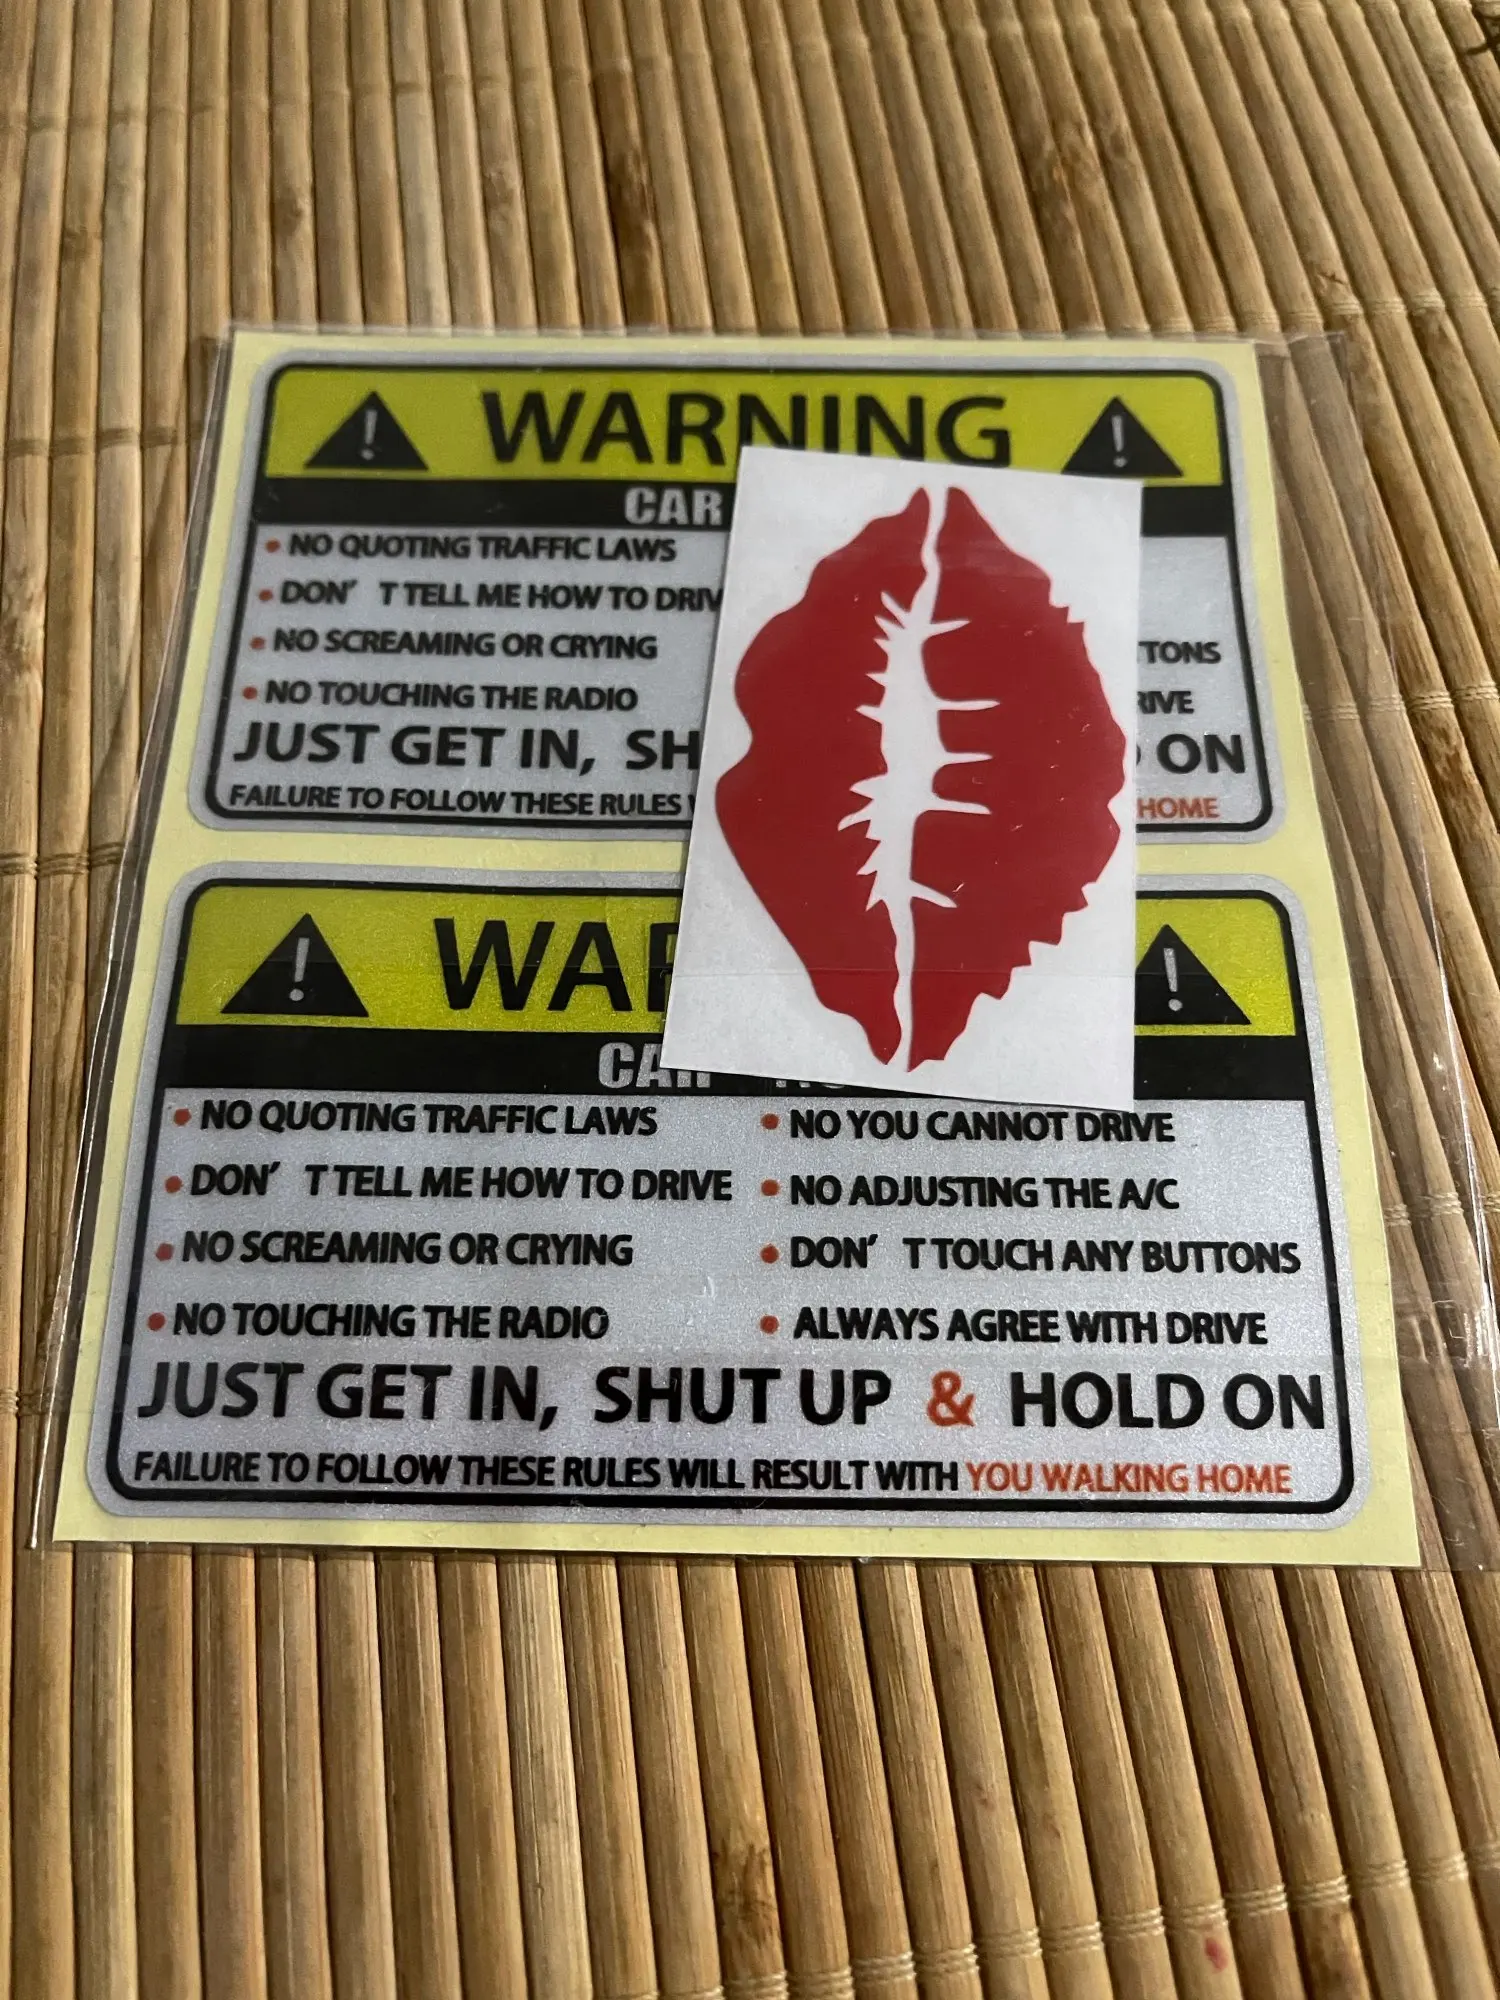 WARNING
CAR
• NO QUOTING TRAFFIC LAWS
• DON' T TELL ME HOW TO DRIV
• NO SCREAMING OR CRYING
TONS
• NO TOUCHING THE RADIO
RIVE
JUST GET IN, SH
ON
FAILURE TO FOLLOW THESE RULES
HOME
WAR
CAR
• NO QUOTING TRAFFIC LAWS
• NO YOU CANNOT DRIVE
• DON' T TELL ME HOW TO DRIVE
• NO ADJUSTING THE A/C
• NO SCREAMING OR CRYING
• DON' T TOUCH ANY BUTTONS
• NO TOUCHING THE RADIO
• ALWAYS AGREE WITH DRIVE
JUST GET IN, SHUT UP & HOLD ON
FAILURE TO FOLLOW THESE RULES WILL RESULT WITH YOU WALKING HOME